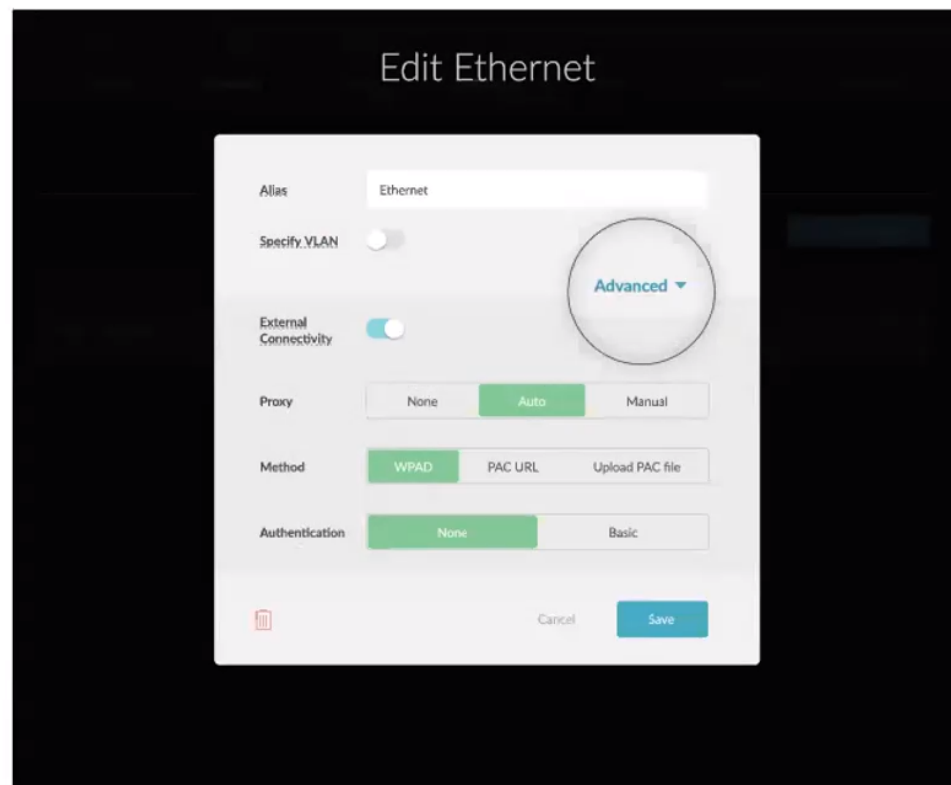 Edit Ethernet
Alias
Ethernet
Specify VLAN
Advanced
External
Connectivity
Proxy
None Auto Manual
Method
WPAD PAC URL Upload PAC file
Authentication
None Basic
Cancel Save